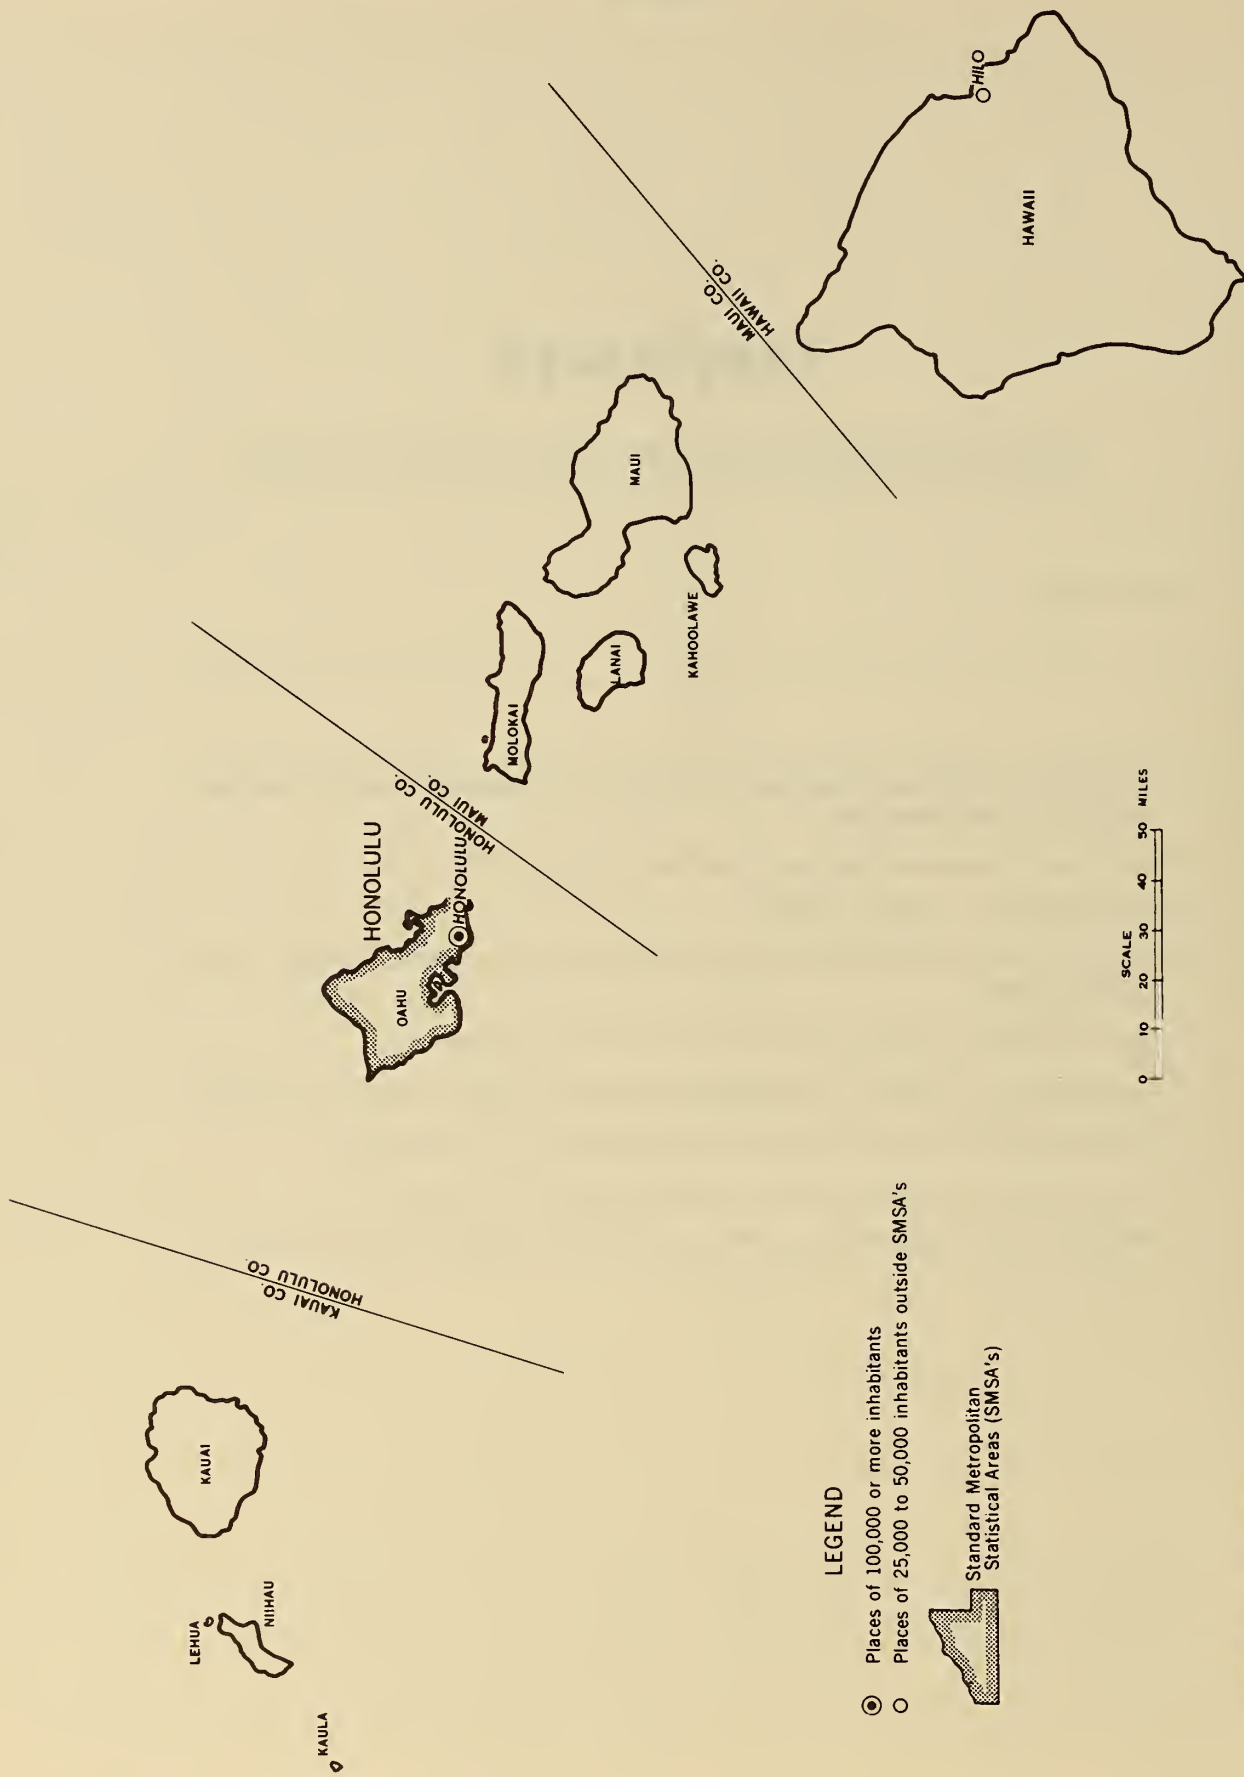 LEHUA
NIIHAU
KAULA
KAUAI
KAUAI CO.
HONOLULU CO.
HONOLULU
OAHU
HONOLULU
HONOLULU CO.
MAUI CO.
MOLOKAI
LANAI
KAHOOLAWE
MAUI
MAUI CO.
HAWAII CO.
HILO
HAWAII
LEGEND
Places of 100,000 or more inhabitants
Places of 25,000 to 50,000 inhabitants outside SMSA's
Standard Metropolitan
Statistical Areas (SMSA's)
SCALE
0 10 20 30 40 50 MILES